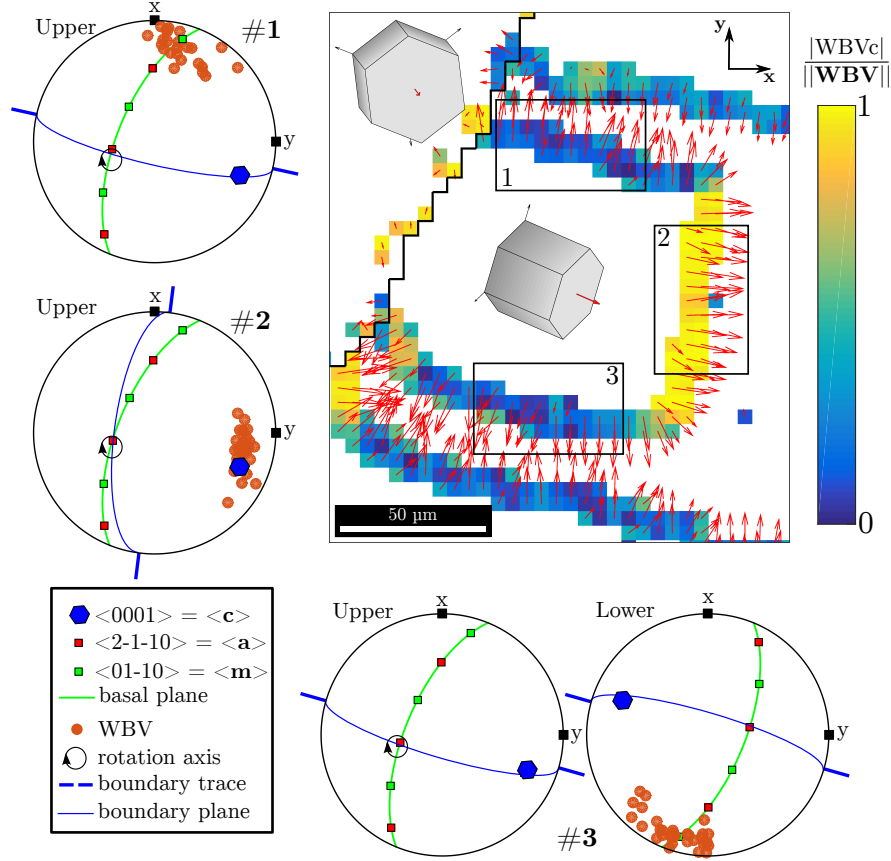 Upper
x
#1
y
Upper
x
#2
y
y
x
1
2
3
50 µm
|WBVc|
||WBV||
1
0
<0001> = <c>
<2-1-10> = <a>
<01-10> = <m>
basal plane
WBV
rotation axis
boundary trace
boundary plane
Upper
x
y
Lower
x
y
#3